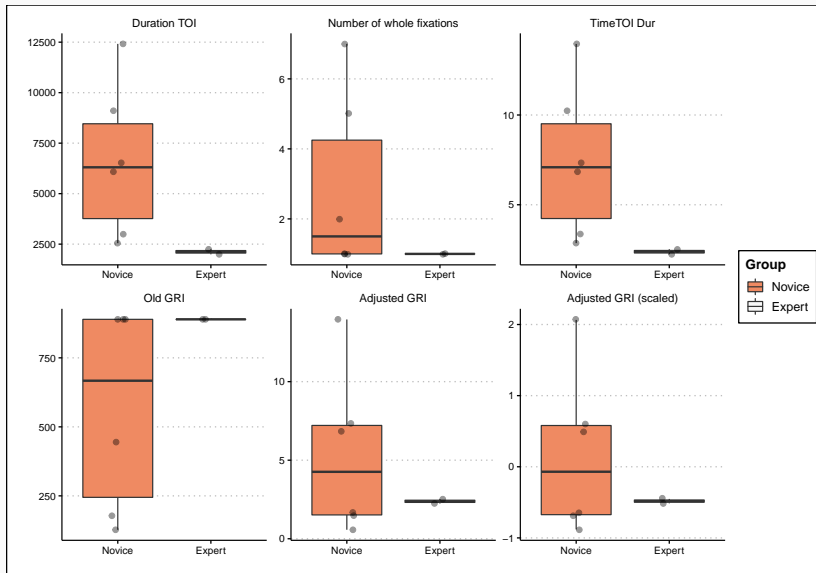 Duration TOI
Number of whole fixations
TimeTOI Dur
12500
10000
7500
5000
2500
6
4
2
10
5
Novice
Expert
Novice
Expert
Novice
Expert
Old GRI
Adjusted GRI
Adjusted GRI (scaled)
750
500
250
10
5
0
2
1
0
−1
Novice
Expert
Novice
Expert
Novice
Expert
Group
Novice
Expert